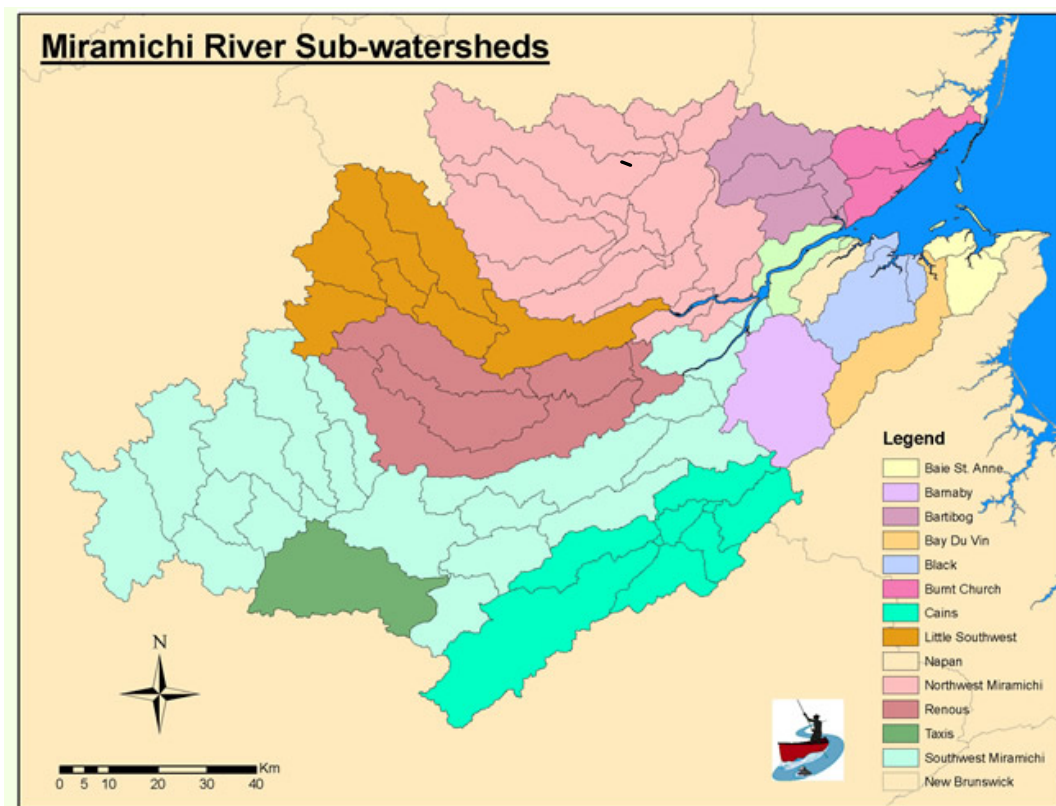 Miramichi River Sub-watersheds
Legend
Baie St. Anne
Barnaby
Bartibog
Bay Du Vin
Black
Burnt Church
Cains
Little Southwest
Napan
Northwest Miramichi
Renous
Taxis
Southwest Miramichi
New Brunswick
N
0 5 10 20 30 40 Km